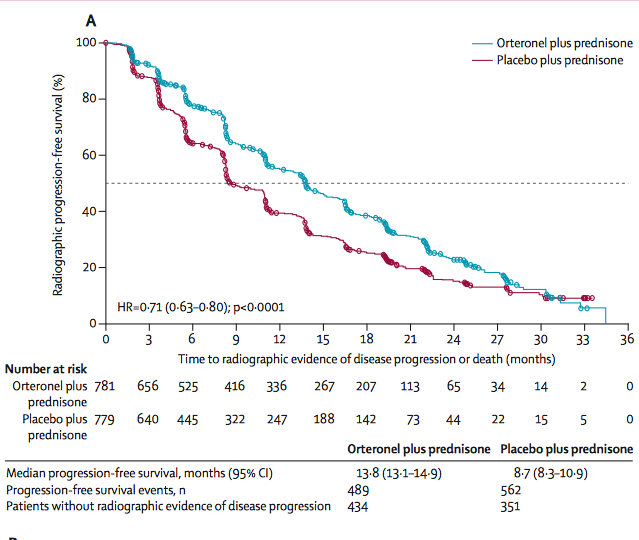 A
Orteronel plus prednisone
Placebo plus prednisone
Radiographic progression-free survival (%)
100
80
60
40
20
0
HR=0·71 (0·63–0·80); p<0·0001
0 3 6 9 12 15 18 21 24 27 30 33 36
Time to radiographic evidence of disease progression or death (months)
Number at risk
Orteronel plus prednisone 781 656 525 416 336 267 207 113 65 34 14 2 0
Placebo plus prednisone 779 640 445 322 247 188 142 73 44 22 15 5 0
Orteronel plus prednisone Placebo plus prednisone
Median progression-free survival, months (95% CI) 13·8 (13·1–14·9) 8·7 (8·3–10·9)
Progression-free survival events, n 489 562
Patients without radiographic evidence of disease progression 434 351